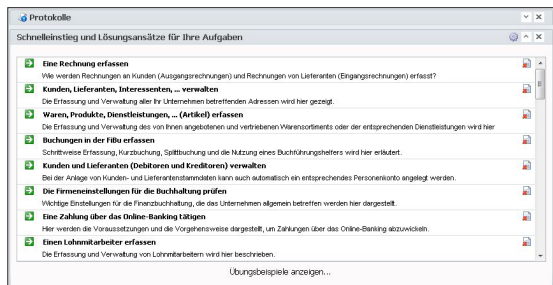 Protokolle
Schnelleinstieg und Lösungsansätze für Ihre Aufgaben
Eine Rechnung erfassen
Wie werden Rechnungen an Kunden (Ausgangsrechnungen) und Rechnungen von Lieferanten (Eingangsrechnungen) erfaßt?
Kunden, Lieferanten, Interessenten, ... verwalten
Die Erfassung und Verwaltung aller Ihr Unternehmen betreffenden Adressen wird hier gezeigt.
Waren, Produkte, Dienstleistungen, ... (Artikel) erfassen
Die Erfassung und Verwaltung des von Ihnen angebotenen und vertriebenen Warensortiments oder der entsprechenden Dienstleistungen wird hier
Buchungen in der FiBu erfassen
Schrittweise Erfassung, Kurzbuchung, Splittbuchung und die Nutzung eines Buchführungshelfers wird hier erläutert.
Kunden und Lieferanten (Debitoren und Kreditoren) verwalten
Bei der Anlage von Kunden- und Lieferantenstammdaten kann auch automatisch ein entsprechendes Personenkonto angelegt werden.
Die Firmeneinstellungen für die Buchhaltung prüfen
Wichtige Einstellungen für die Finanzbuchhaltung, die das Unternehmen allgemein betreffen werden hier dargestellt.
Eine Zahlung über das Online-Banking tätigen
Hier werden die Voraussetzungen und die Vorgehensweise dargestellt, um Zahlungen über das Online-Banking abzuwickeln.
Einen Lohnmitarbeiter erfassen
Die Erfassung und Verwaltung von Lohnmitarbeitern wird hier beschrieben.
Übungsbeispiele anzeigen...